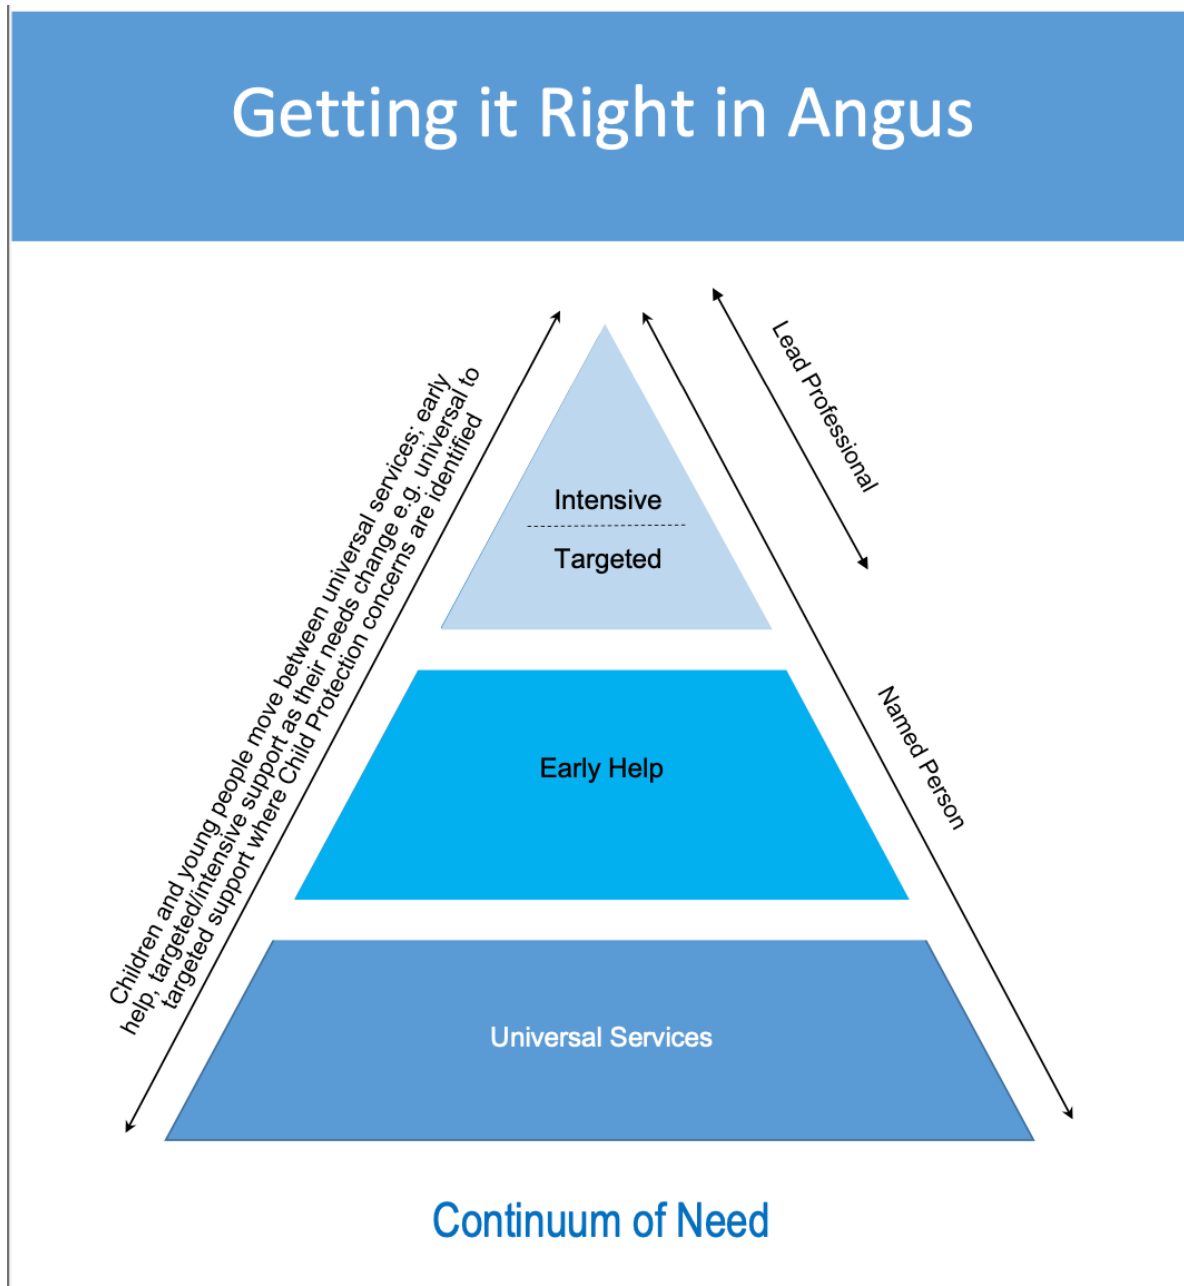 Getting it Right in Angus
Children and young people move between universal services; early
help, targeted/intensive support as their needs change e.g. universal to
targeted support where Child Protection concerns are identified
Lead Professional
Intensive
Targeted
Named Person
Early Help
Universal Services
Continuum of Need